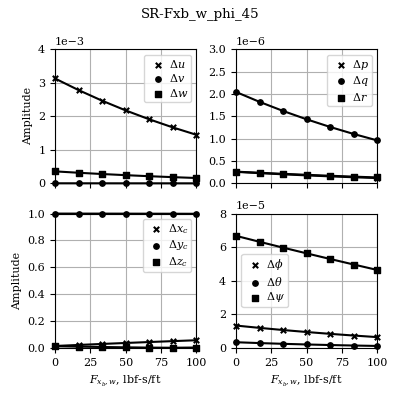 SR-Fxb_w_phi_45
1e−3
4
3
2
1
0
Amplitude
Δu
Δv
Δw
1e−6
3.0
2.5
2.0
1.5
1.0
0.5
0.0
Δp
Δq
Δr
1.0
0.8
0.6
0.4
0.2
0.0
Amplitude
Δx_c
Δy_c
Δz_c
0 25 50 75 100
F_{x_b,w}, lbf-s/ft
1e−5
8
6
4
2
0
Δϕ
Δθ
Δψ
0 25 50 75 100
F_{x_b,w}, lbf-s/ft